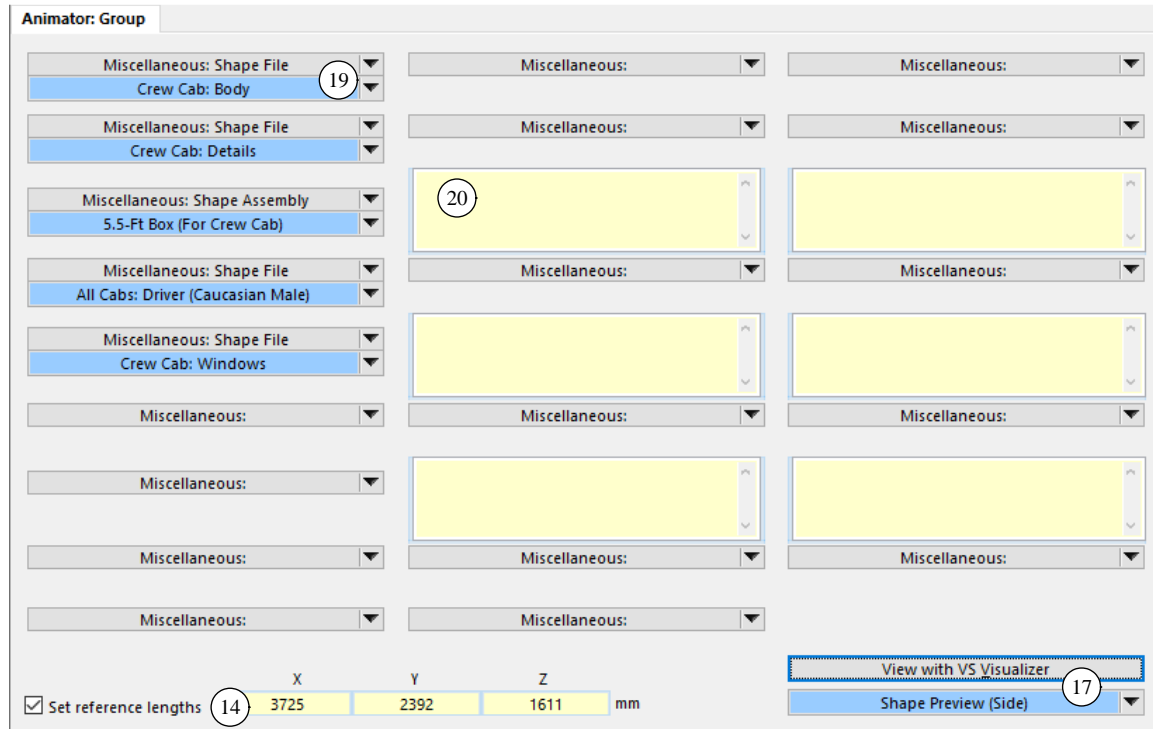 Animator: Group
Miscellaneous: Shape File
Crew Cab: Body
19
Miscellaneous:
Miscellaneous:
Miscellaneous: Shape File
Crew Cab: Details
Miscellaneous:
Miscellaneous:
Miscellaneous: Shape Assembly
5.5-Ft Box (For Crew Cab)
20
Miscellaneous: Shape File
All Cabs: Driver (Caucasian Male)
Miscellaneous:
Miscellaneous:
Miscellaneous: Shape File
Crew Cab: Windows
Miscellaneous:
Miscellaneous:
Miscellaneous:
Miscellaneous:
Miscellaneous:
Miscellaneous:
Miscellaneous:
Miscellaneous:
Miscellaneous:
X Y Z
Set reference lengths 14 3725 2392 1611 mm
View with VS Visualizer
17
Shape Preview (Side)